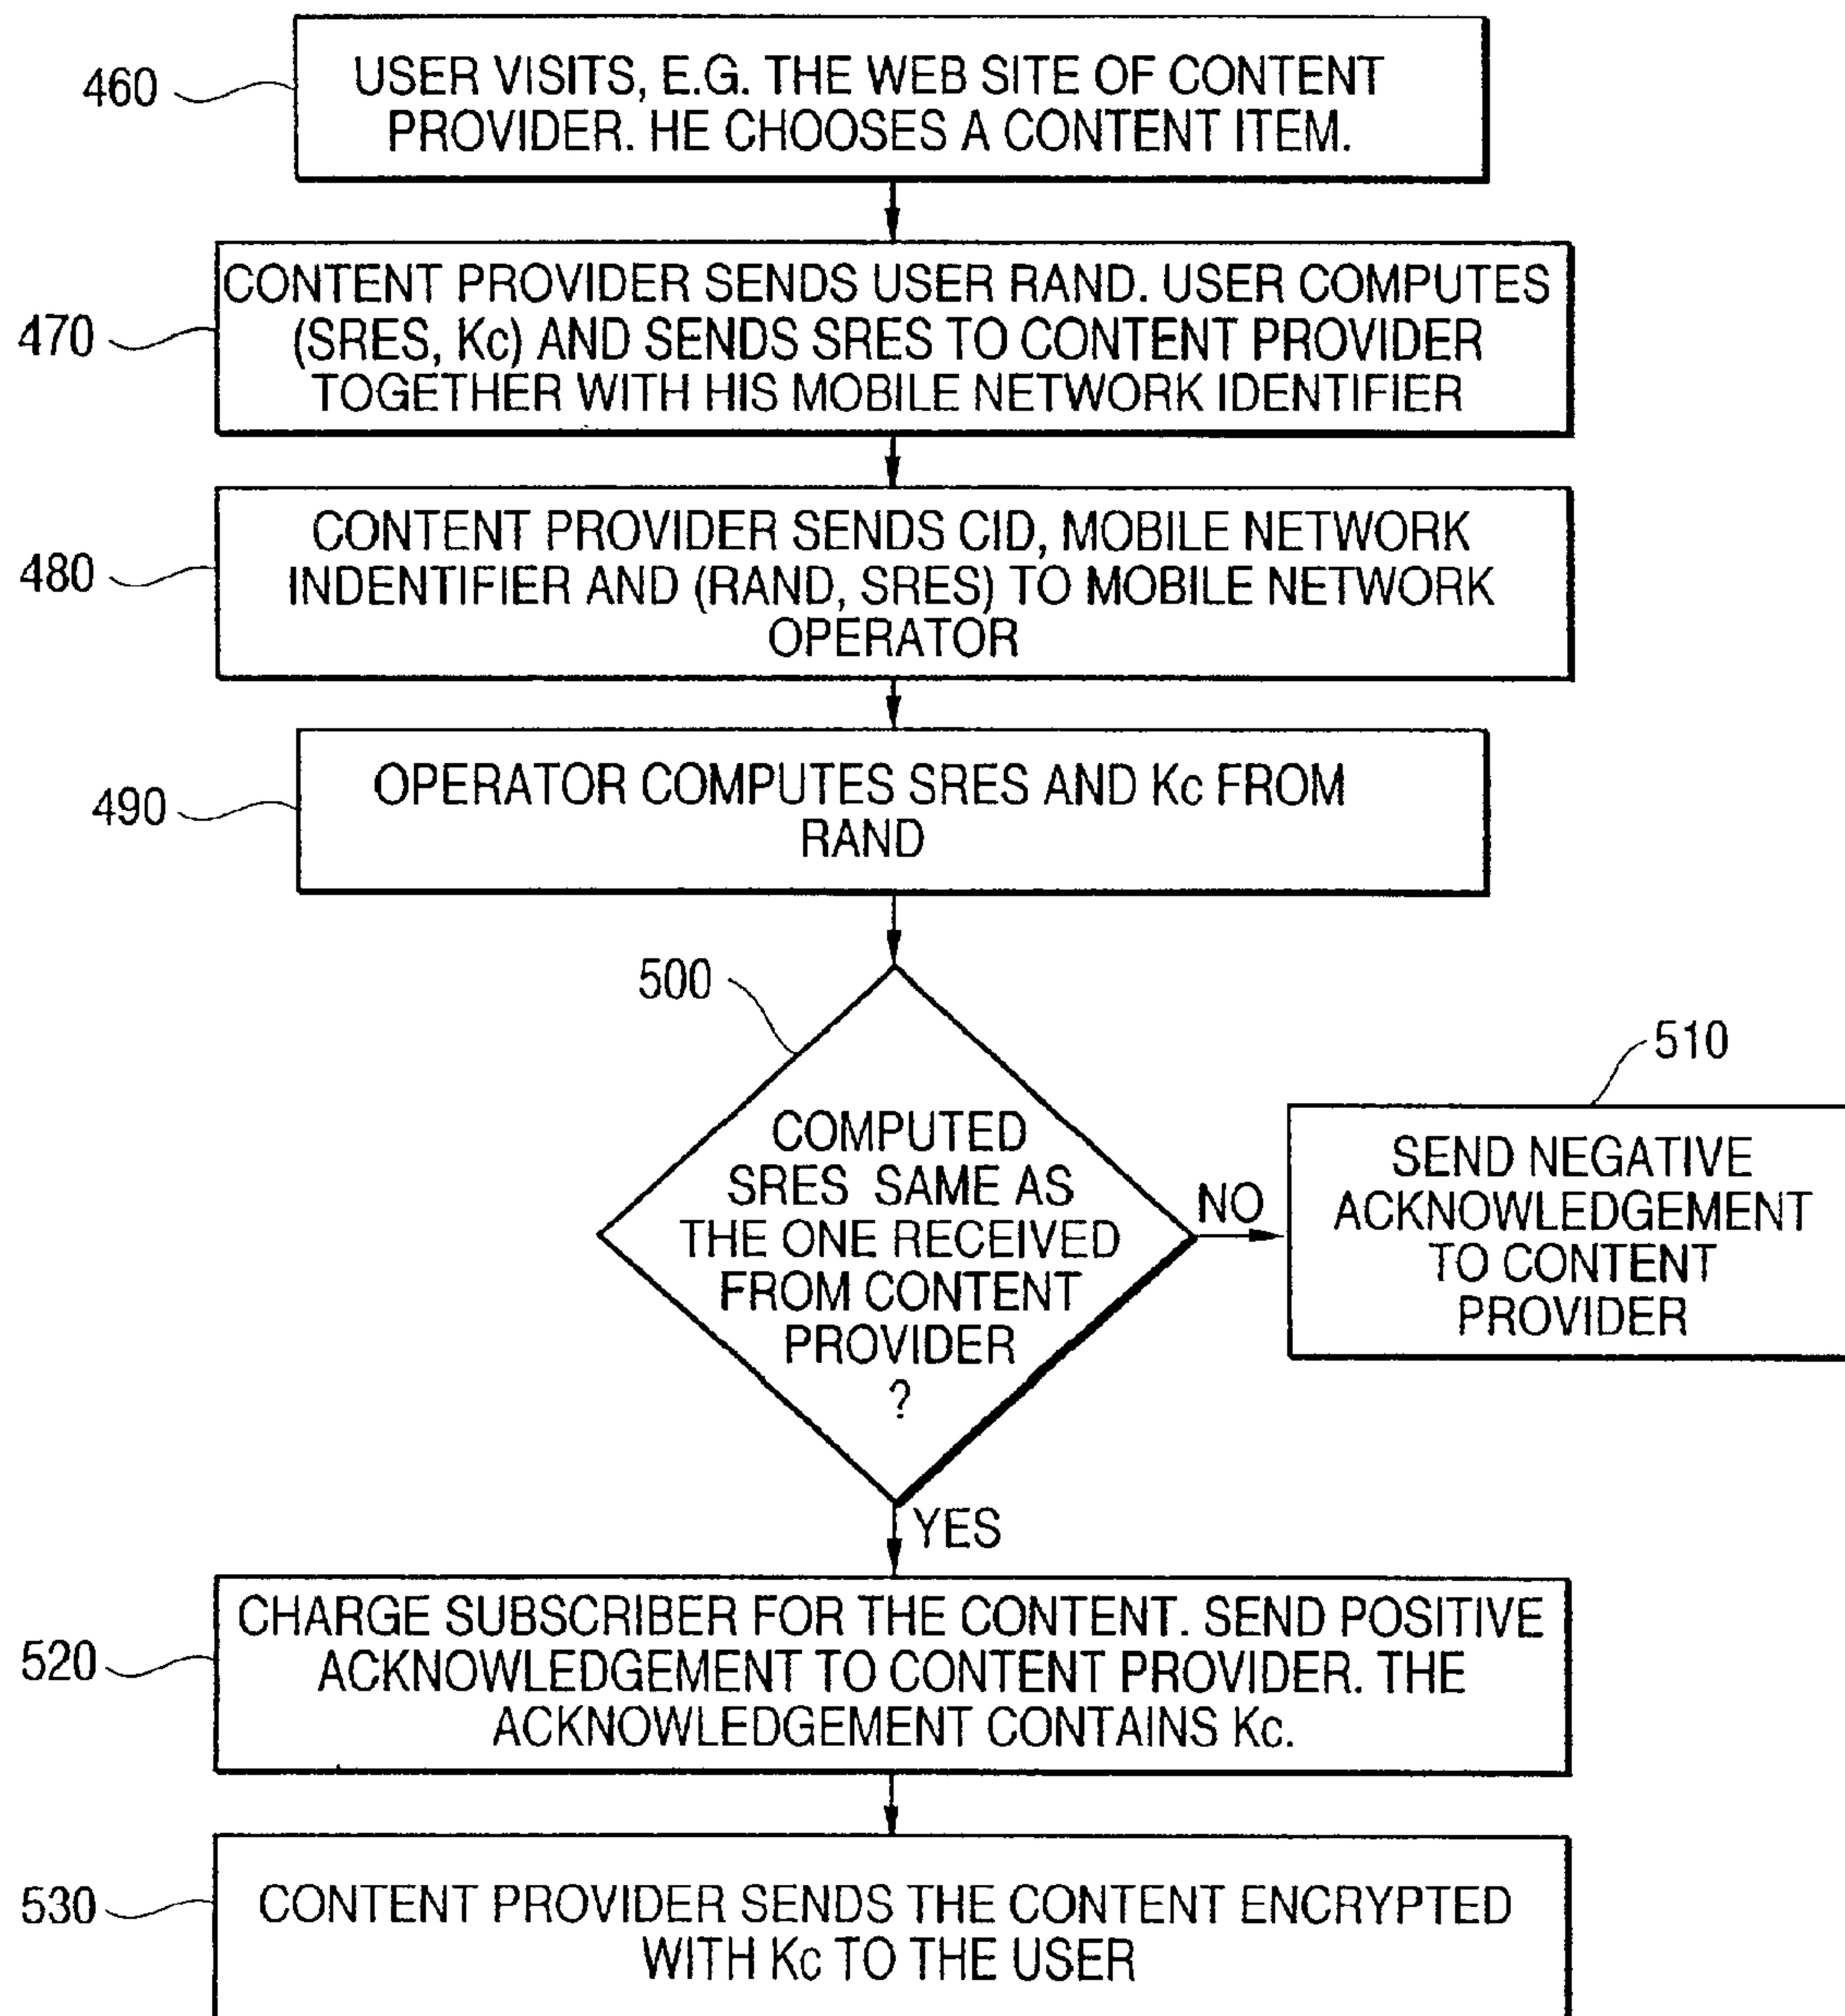 460
USER VISITS, E.G. THE WEB SITE OF CONTENT
PROVIDER. HE CHOOSES A CONTENT ITEM.
470
CONTENT PROVIDER SENDS USER RAND. USER COMPUTES
(SRES, Kc) AND SENDS SRES TO CONTENT PROVIDER
TOGETHER WITH HIS MOBILE NETWORK IDENTIFIER
480
CONTENT PROVIDER SENDS CID, MOBILE NETWORK
INDENTIFIER AND (RAND, SRES) TO MOBILE NETWORK
OPERATOR
490
OPERATOR COMPUTES SRES AND Kc FROM
RAND
500
COMPUTED
SRES SAME AS
THE ONE RECEIVED
FROM CONTENT
PROVIDER
?
NO
510
SEND NEGATIVE
ACKNOWLEDGEMENT
TO CONTENT
PROVIDER
YES
520
CHARGE SUBSCRIBER FOR THE CONTENT. SEND POSITIVE
ACKNOWLEDGEMENT TO CONTENT PROVIDER. THE
ACKNOWLEDGEMENT CONTAINS Kc.
530
CONTENT PROVIDER SENDS THE CONTENT ENCRYPTED
WITH Kc TO THE USER